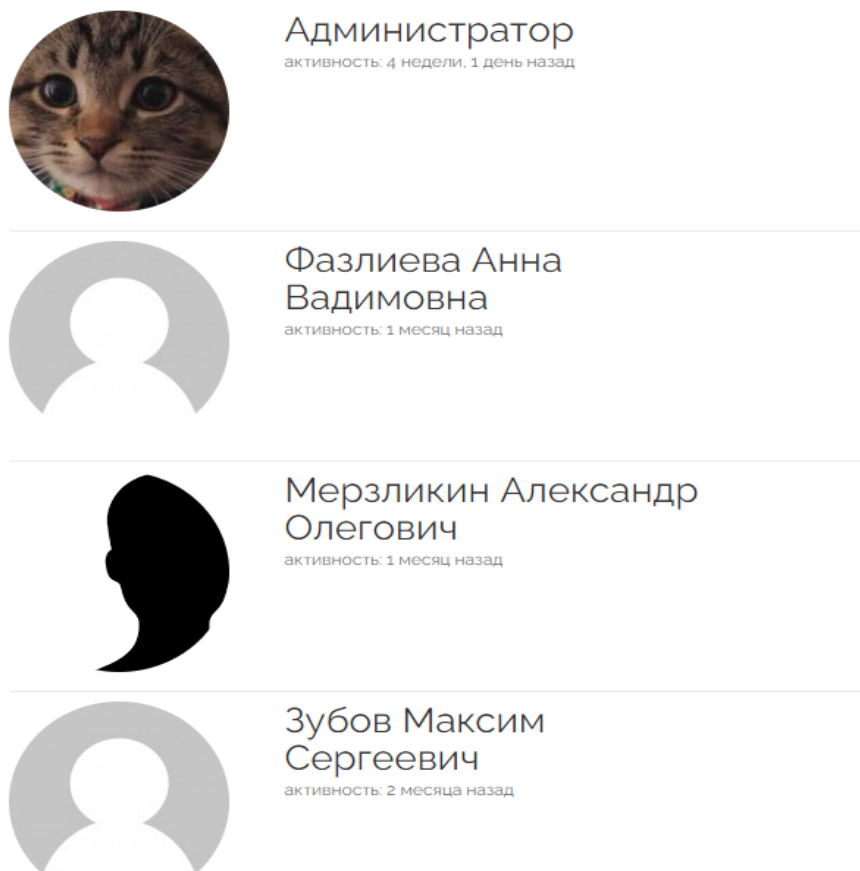 Администратор
активность: 4 недели, 1 день назад
Фазлиева Анна
Вадимовна
активность: 1 месяц назад
Мерзликин Александр
Олегович
активность: 1 месяц назад
Зубов Максим
Сергеевич
активность: 2 месяца назад